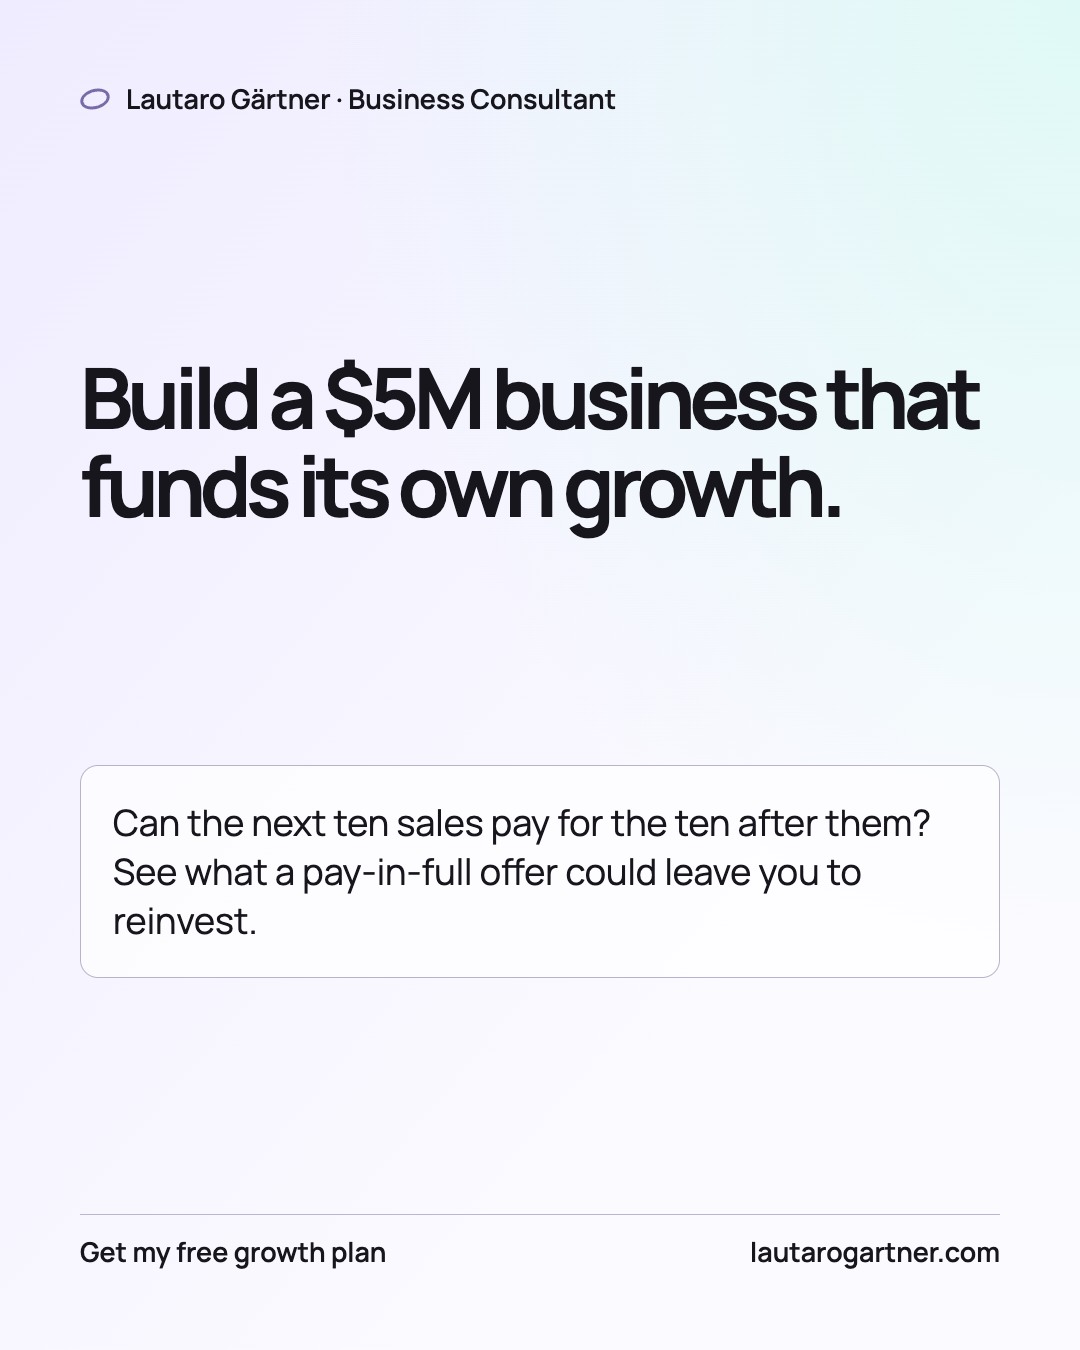 Lautaro Gärtner · Business Consultant
Build a $5M business that
funds its own growth.
Can the next ten sales pay for the ten after them?
See what a pay-in-full offer could leave you to
reinvest.
Get my free growth plan
lautarogartner.com